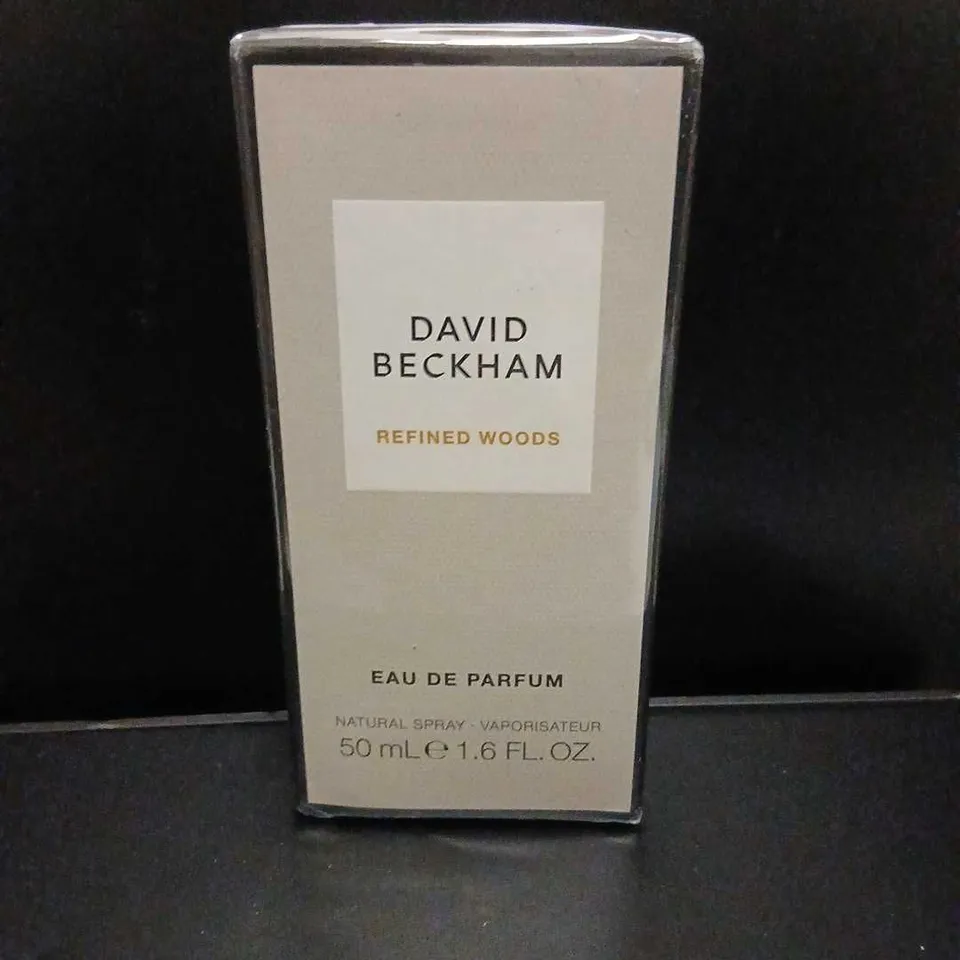 DAVID
BECKHAM
REFINED WOODS
EAU DE PARFUM
NATURAL SPRAY - VAPORISATEUR
50 mL ℮ 1.6 FL. OZ.